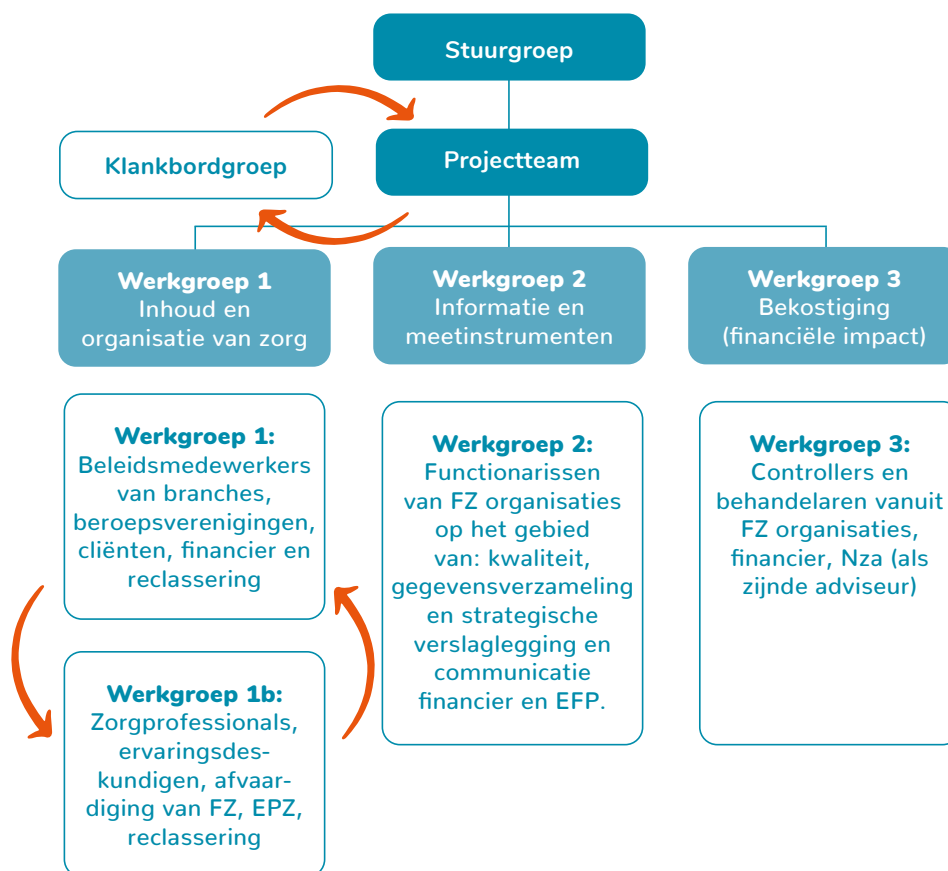 Stuurgroep
Klankbordgroep
Projectteam
Werkgroep 1
Inhoud en
organisatie van zorg
Werkgroep 2
Informatie en
meetinstrumenten
Werkgroep 3
Bekostiging
(financiële impact)
Werkgroep 1:
Beleidsmedewerkers
van branches,
beroepsverenigingen,
cliënten, financier en
reclassering
Werkgroep 1b:
Zorgprofessionals,
ervaringsdes-
kundigen, afvaar-
diging van FZ, EPZ,
reclassering
Werkgroep 2:
Functionarissen
van FZ organisaties
op het gebied
van: kwaliteit,
gegevensverzameling
en strategische
verslaglegging en
communicatie
financier en EFP.
Werkgroep 3:
Controllers en
behandelaren vanuit
FZ organisaties,
financier, Nza (als
zijnde adviseur)